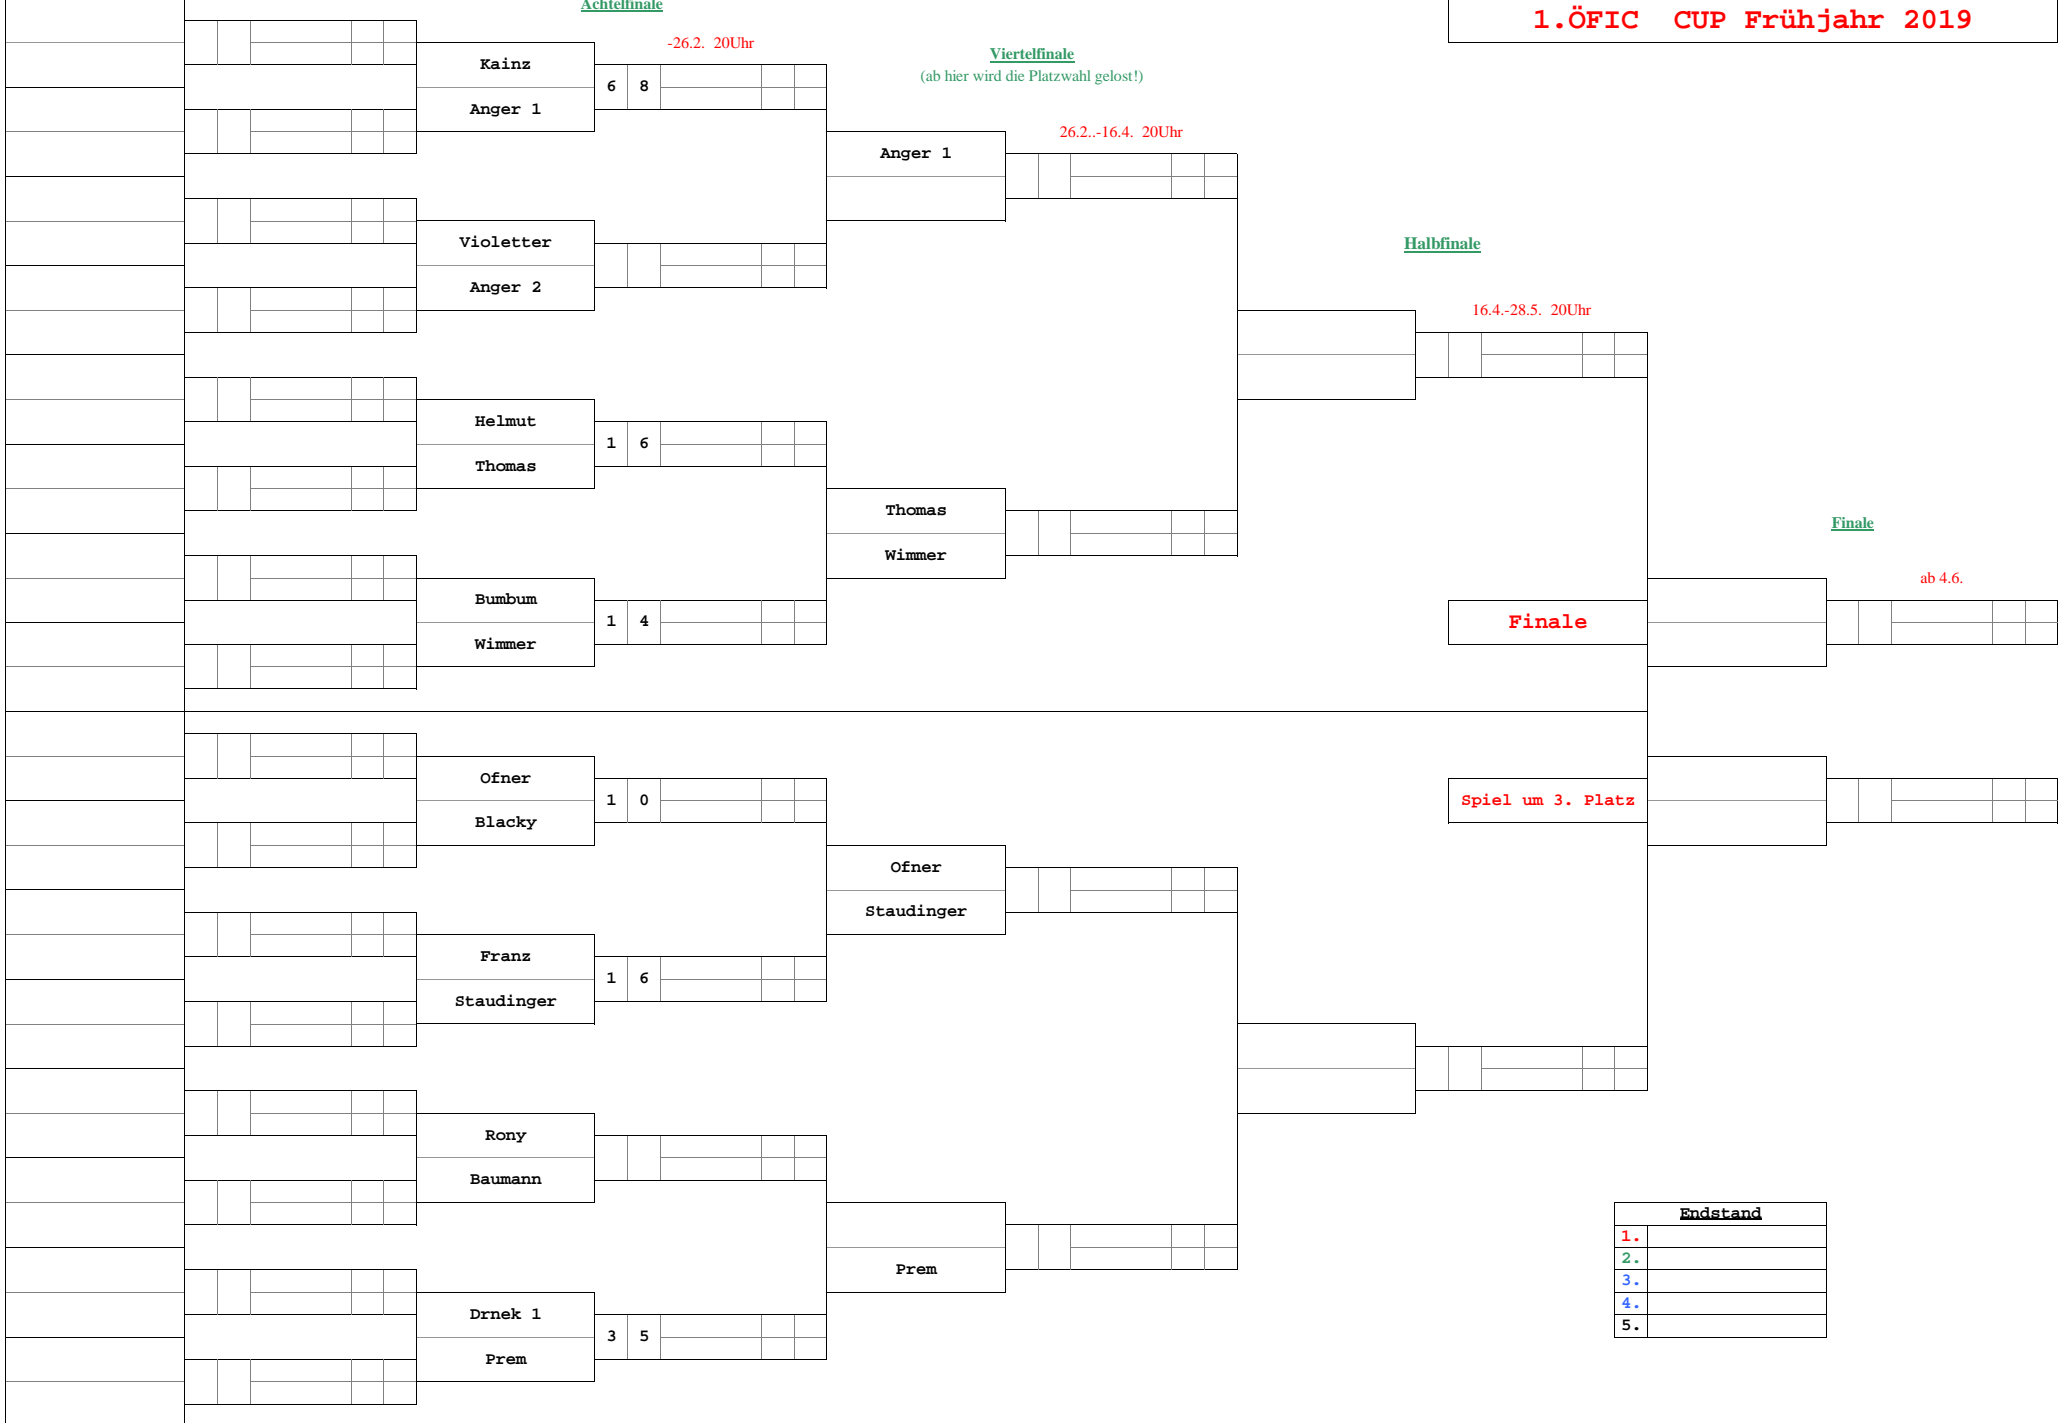 Achtelfinale
1.ÖFIC CUP Frühjahr 2019
-26.2. 20Uhr
Viertelfinale
(ab hier wird die Platzwahl gelost!)
Kainz
6 8
Anger 1
26.2..-16.4. 20Uhr
Anger 1
Violetter
Anger 2
Halbfinale
16.4.-28.5. 20Uhr
Helmut
1 6
Thomas
Thomas
Wimmer
Finale
ab 4.6.
Bumbum
1 4
Wimmer
Finale
Ofner
1 0
Blacky
Spiel um 3. Platz
Ofner
Staudinger
Franz
1 6
Staudinger
Rony
Baumann
Prem
Drnek 1
3 5
Prem
Endstand
1.
2.
3.
4.
5.